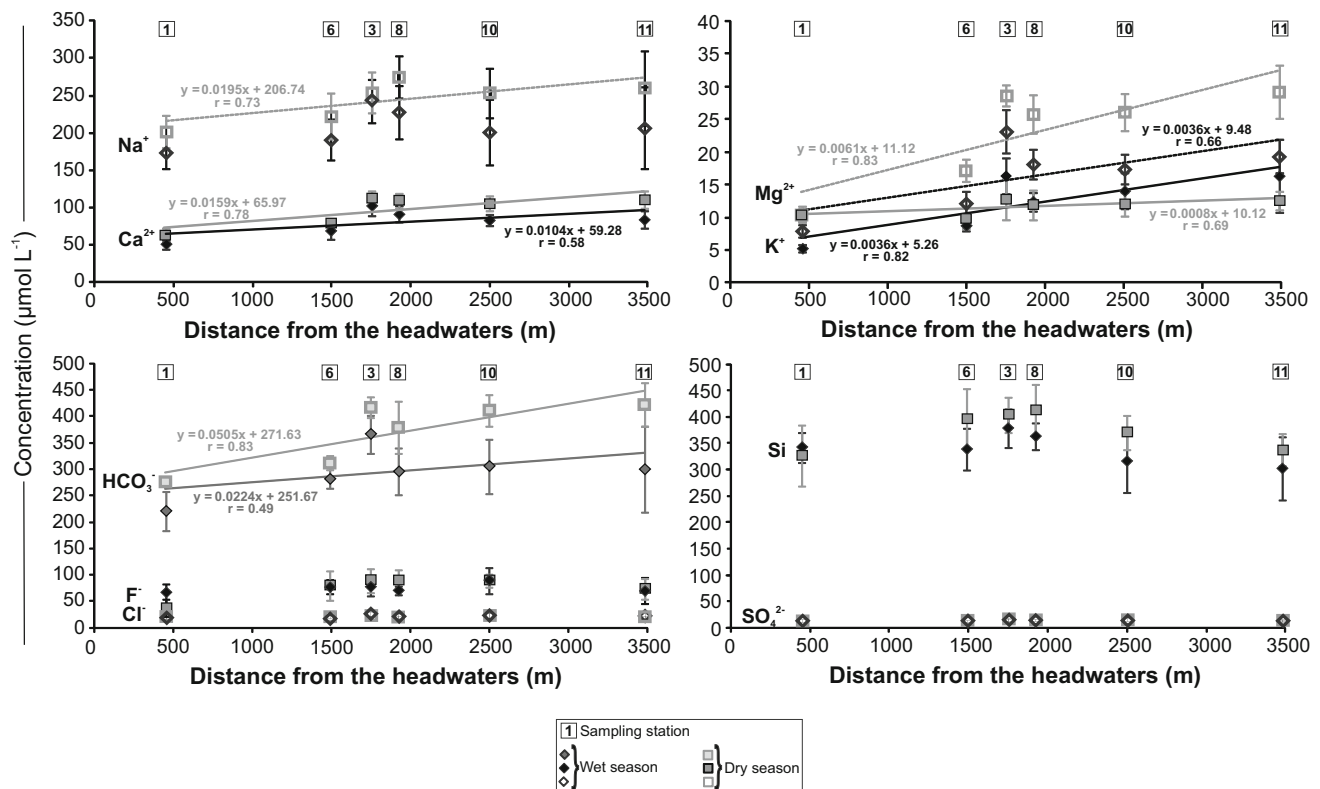 Concentration (µmol L⁻¹)
350
300
250
200
150
100
50
0
1 6 3 8 10 11
y = 0.0195x + 206.74
r = 0.73
Na⁺
y = 0.0159x + 65.97
r = 0.78
Ca²⁺
y = 0.0104x + 59.28
r = 0.58
0 500 1000 1500 2000 2500 3000 3500
Distance from the headwaters (m)
40
35
30
25
20
15
10
5
0
1 6 3 8 10 11
y = 0.0061x + 11.12
r = 0.83
y = 0.0036x + 9.48
r = 0.66
Mg²⁺
K⁺
y = 0.0036x + 5.26
r = 0.82
y = 0.0008x + 10.12
r = 0.69
0 500 1000 1500 2000 2500 3000 3500
Distance from the headwaters (m)
500
450
400
350
300
250
200
150
100
50
0
1 6 3 8 10 11
y = 0.0505x + 271.63
r = 0.83
HCO₃⁻
y = 0.0224x + 251.67
r = 0.49
F⁻
Cl⁻
0 500 1000 1500 2000 2500 3000 3500
Distance from the headwaters (m)
500
450
400
350
300
250
200
150
100
50
0
1 6 3 8 10 11
Si
SO₄²⁻
0 500 1000 1500 2000 2500 3000 3500
Distance from the headwaters (m)
1 Sampling station
Wet season
Dry season